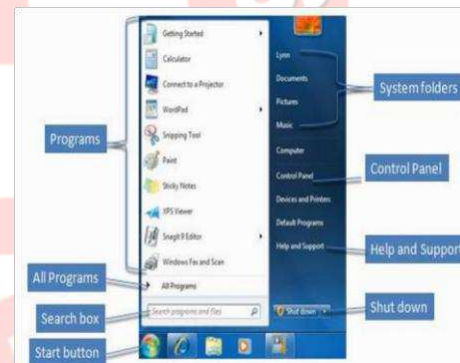 Getting Started
Calculator
Connect to a Projector
WordPad
Snipping Tool
Paint
Sticky Notes
XPS Viewer
Snagit 9 Editor
Windows Fax and Scan
All Programs
Search programs and files
Lynn
Documents
Pictures
Music
Computer
Control Panel
Devices and Printers
Default Programs
Help and Support
Shut down
Programs
All Programs
Search box
Start button
System folders
Control Panel
Help and Support
Shut down